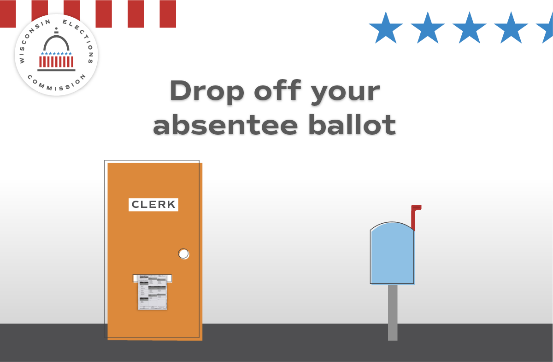 WISCONSIN ELECTIONS
COMMISSION
Drop off your
absentee ballot
CLERK